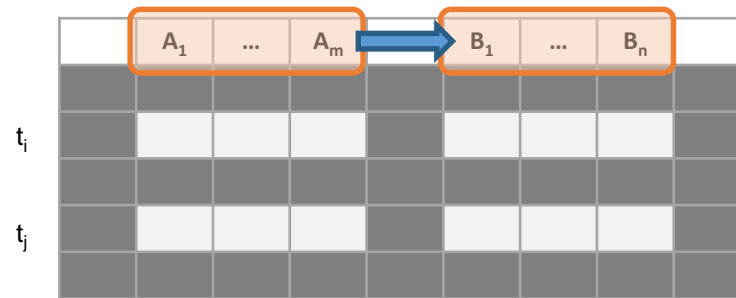 A₁ ... Aₘ B₁ ... Bₙ
tᵢ
tⱼ